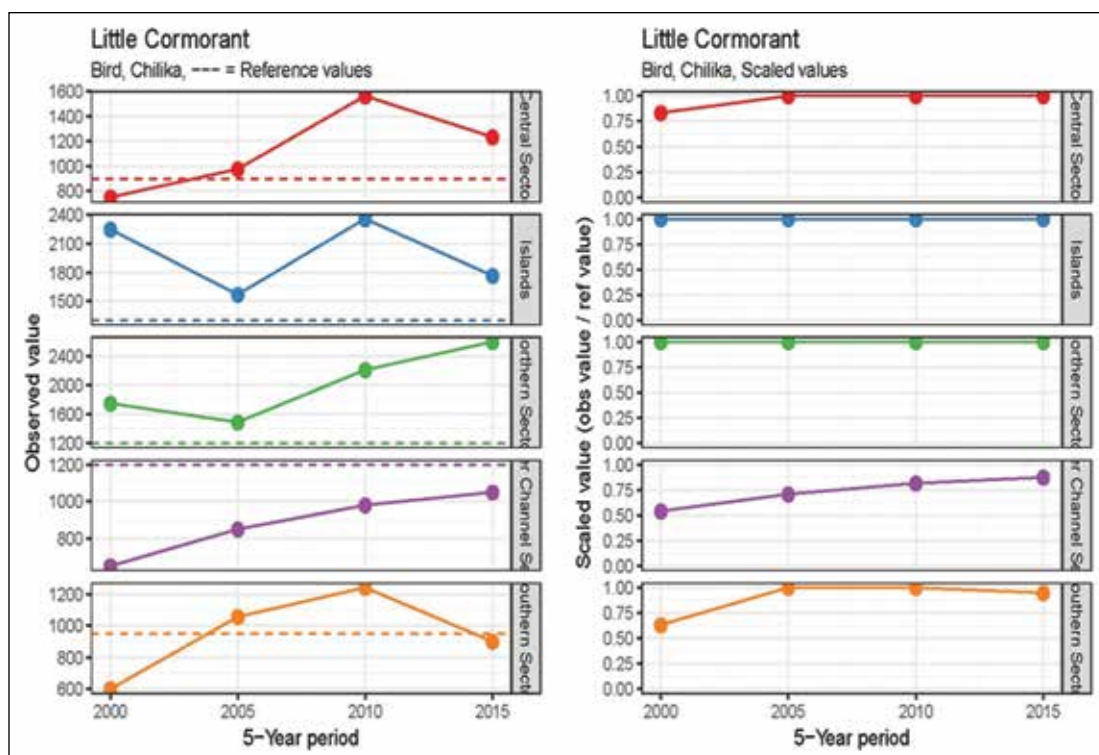 Little Cormorant
Bird, Chilika, --- = Reference values
Observed value
1600
1400
1200
1000
800
Central Secto
2400
2100
1800
1500
Islands
2400
2000
1600
1200
orthern Secto
1200
1000
800
er Channel Se
1200
1000
800
600
outhern Secto
2000
2005
2010
2015
5-Year period
Little Cormorant
Bird, Chilika, Scaled values
Scaled value (obs value / ref value)
1.00
0.75
0.50
0.25
0.00
Central Secto
1.00
0.75
0.50
0.25
0.00
Islands
1.00
0.75
0.50
0.25
0.00
orthern Secto
1.00
0.75
0.50
0.25
0.00
er Channel Se
1.00
0.75
0.50
0.25
0.00
outhern Secto
2000
2005
2010
2015
5-Year period